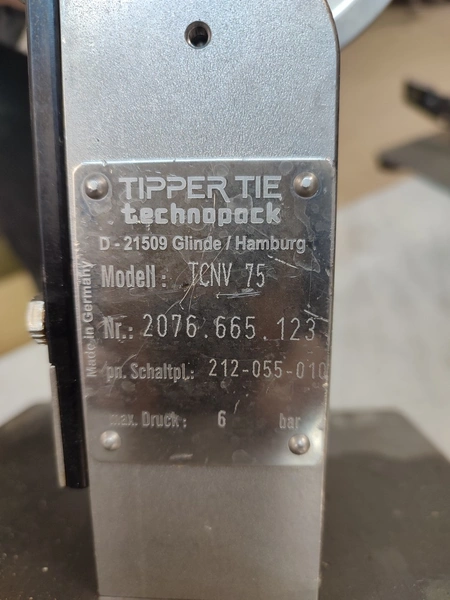 TIPPER TIE
technopack
D - 21509 Glinde / Hamburg
Modell: TCNV 75
Nr.: 2076.665.123
pn. Schaltpl.: 212-055-010
max. Druck: 6 bar
Made in Germany